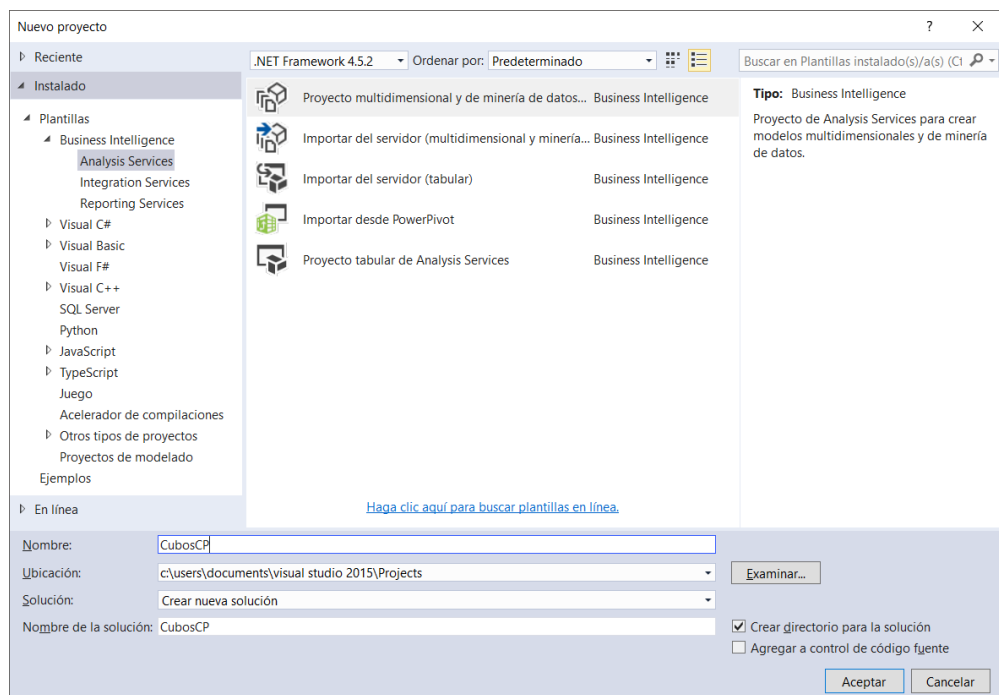 Nuevo proyecto
?
Reciente
.NET Framework 4.5.2
Ordenar por:
Predeterminado
Buscar en Plantillas instalado(s)/a(s) (Ct
Instalado
Plantillas
Business Intelligence
Analysis Services
Integration Services
Reporting Services
Visual C#
Visual Basic
Visual F#
Visual C++
SQL Server
Python
JavaScript
TypeScript
Juego
Acelerador de compilaciones
Otros tipos de proyectos
Proyectos de modelado
Ejemplos
En línea
Proyecto multidimensional y de minería de datos... Business Intelligence
Importar del servidor (multidimensional y minería... Business Intelligence
Importar del servidor (tabular) Business Intelligence
Importar desde PowerPivot Business Intelligence
Proyecto tabular de Analysis Services Business Intelligence
Haga clic aquí para buscar plantillas en línea.
Tipo: Business Intelligence
Proyecto de Analysis Services para crear
modelos multidimensionales y de minería
de datos.
Nombre: CubosCP
Ubicación: c:\users\documents\visual studio 2015\Projects
Examinar...
Solución: Crear nueva solución
Nombre de la solución: CubosCP
Crear directorio para la solución
Agregar a control de código fuente
Aceptar
Cancelar